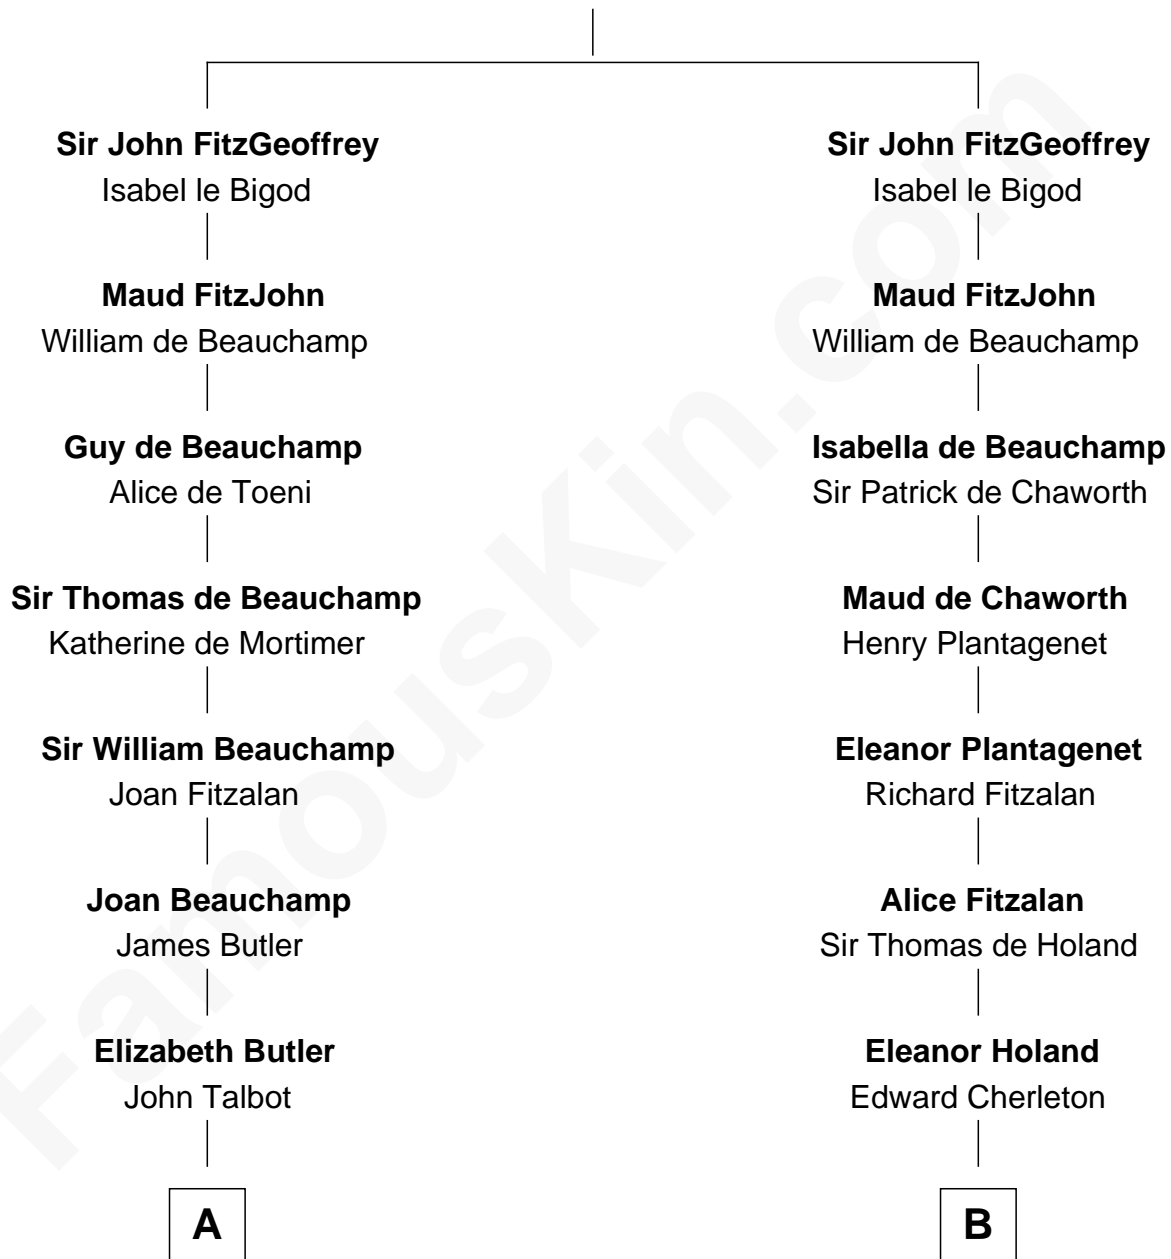 Sir John FitzGeoffrey
Isabel le Bigod
Maud FitzJohn
William de Beauchamp
Guy de Beauchamp
Alice de Toeni
Sir Thomas de Beauchamp
Katherine de Mortimer
Sir William Beauchamp
Joan Fitzalan
Joan Beauchamp
James Butler
Elizabeth Butler
John Talbot
A
Sir John FitzGeoffrey
Isabel le Bigod
Maud FitzJohn
William de Beauchamp
Isabella de Beauchamp
Sir Patrick de Chaworth
Maud de Chaworth
Henry Plantagenet
Eleanor Plantagenet
Richard Fitzalan
Alice Fitzalan
Sir Thomas de Holand
Eleanor Holand
Edward Cherleton
B
FamousKin.com